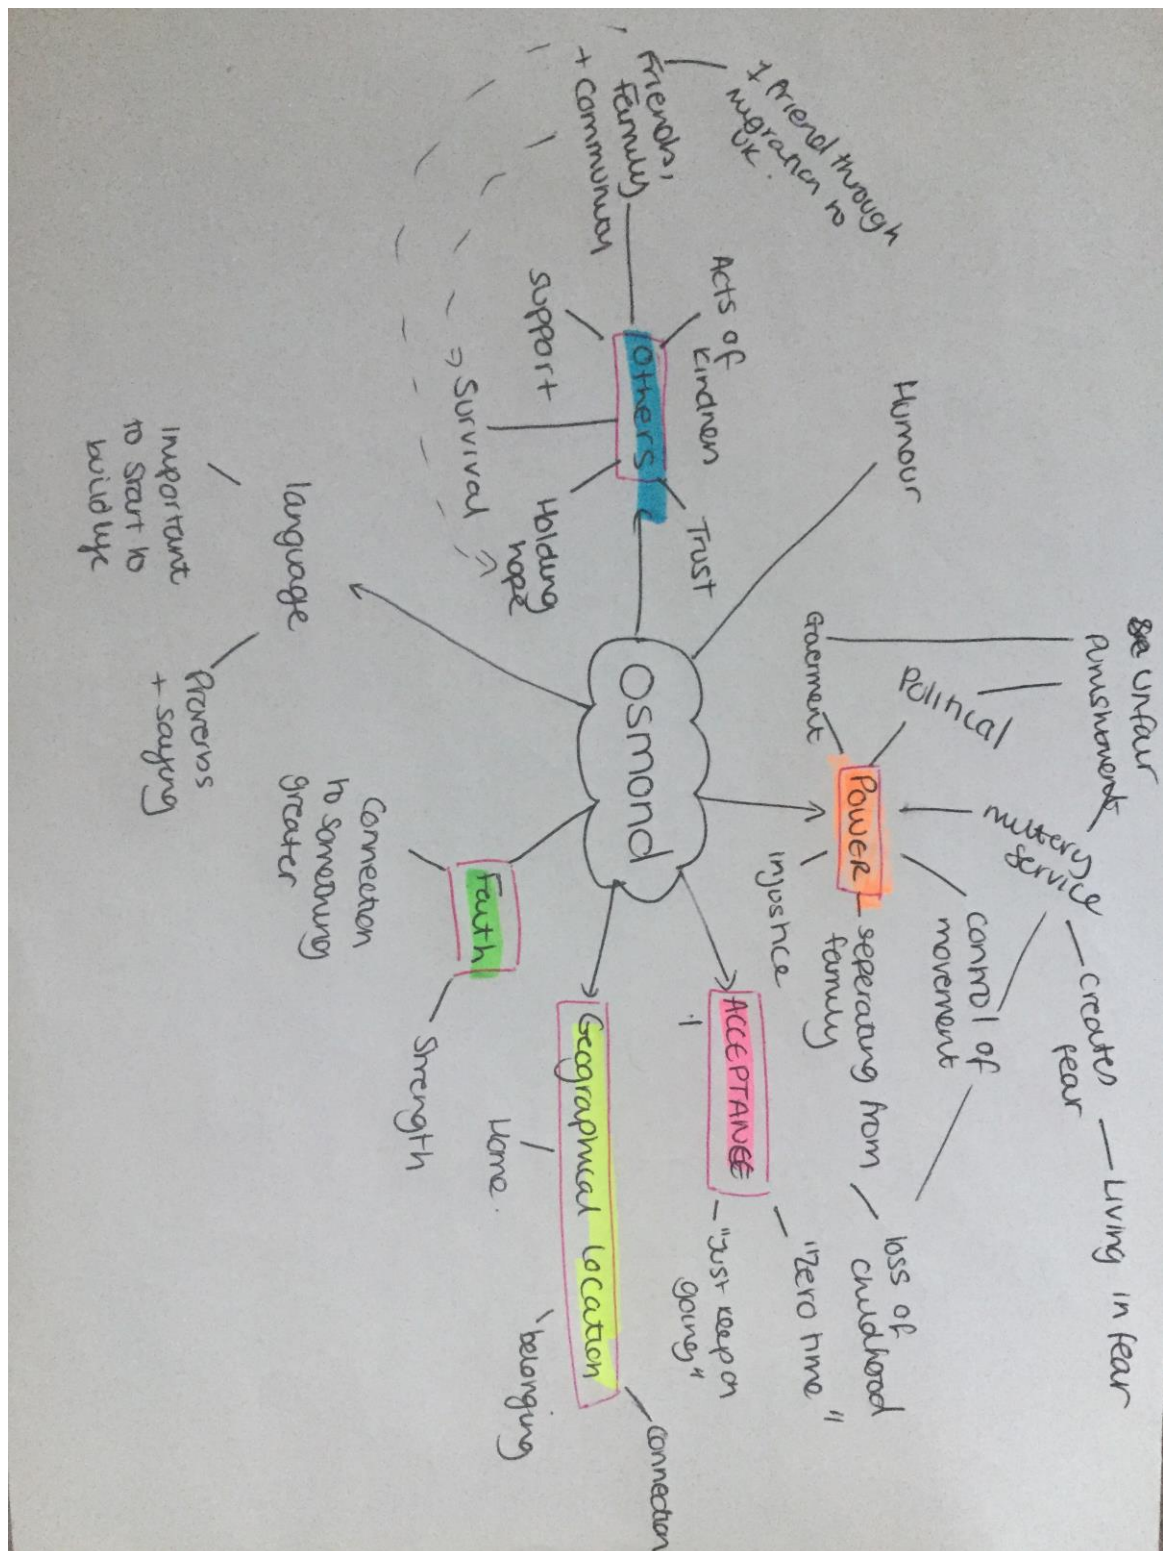 1 friend through
migration to
UK.
Friends,
Family
+ community
Acts of
kindness
support
Others
=> Survival
Holding
hope
Trust
Humour
language
important
to start to
build life
Proverbs
+ saying
Osmond
unfair
punishment
Goverment
Political
POWER
miltery
service
creates
fear
Living in fear
control of
movement
injustice
seperating from
family
loss of
childhood
ACCEPTANCE
"Zero time"
"Just keep on
going"
Geographical location
Home.
belonging
connection
Faith
Connection
to something
greater
Strength